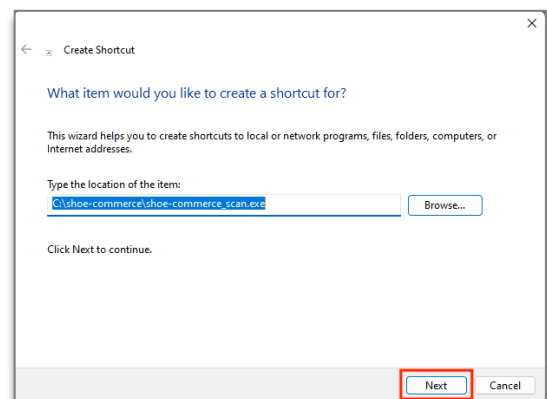 Create Shortcut
What item would you like to create a shortcut for?
This wizard helps you to create shortcuts to local or network programs, files, folders, computers, or
Internet addresses.
Type the location of the item:
C:\shoe-commerce\shoe-commerce_scan.exe
Browse...
Click Next to continue.
Next
Cancel